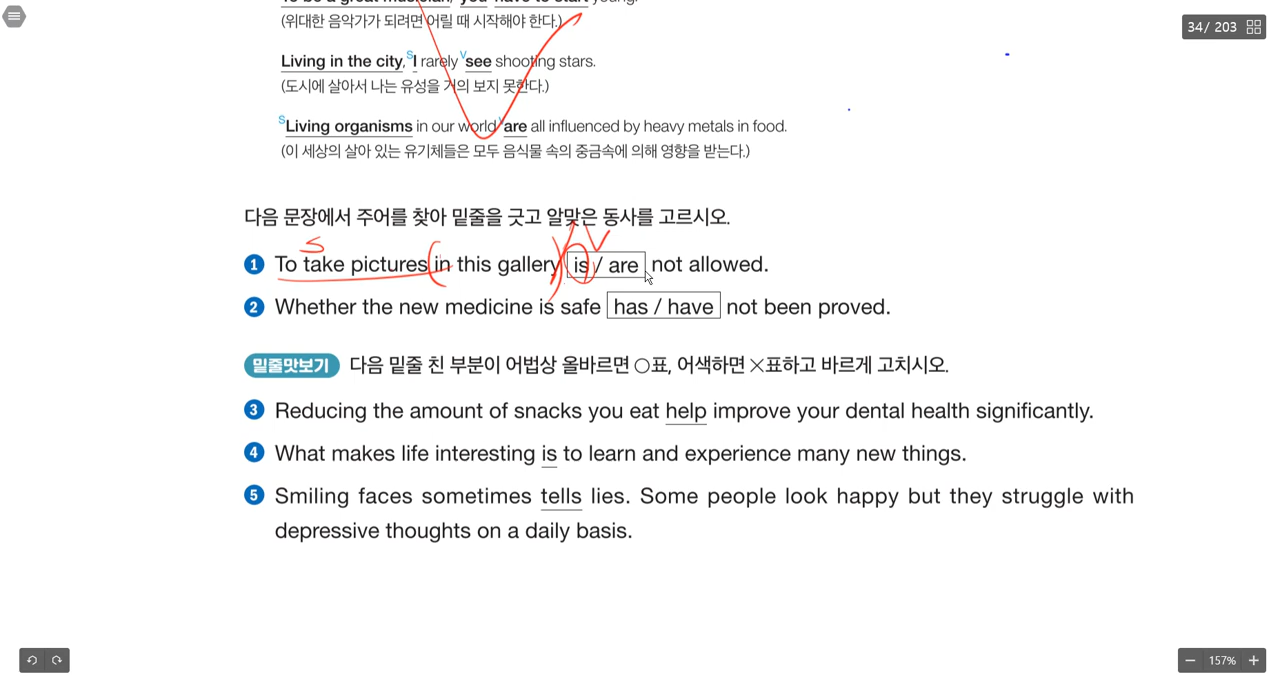 To be a great musician, you have to start young.
(위대한 음악가가 되려면 어릴 때 시작해야 한다.)
34/ 203
Living in the city, S I rarely V see shooting stars.
(도시에 살아서 나는 유성을 거의 보지 못한다.)
S Living organisms in our world V are all influenced by heavy metals in food.
(이 세상의 살아 있는 유기체들은 모두 음식물 속의 중금속에 의해 영향을 받는다.)
다음 문장에서 주어를 찾아 밑줄을 긋고 알맞은 동사를 고르시오.
S V
1 To take pictures in this gallery is / are not allowed.
2 Whether the new medicine is safe has / have not been proved.
밑줄맛보기 다음 밑줄 친 부분이 어법상 올바르면 ○표, 어색하면 ×표하고 바르게 고치시오.
3 Reducing the amount of snacks you eat help improve your dental health significantly.
4 What makes life interesting is to learn and experience many new things.
5 Smiling faces sometimes tells lies. Some people look happy but they struggle with
depressive thoughts on a daily basis.
157%